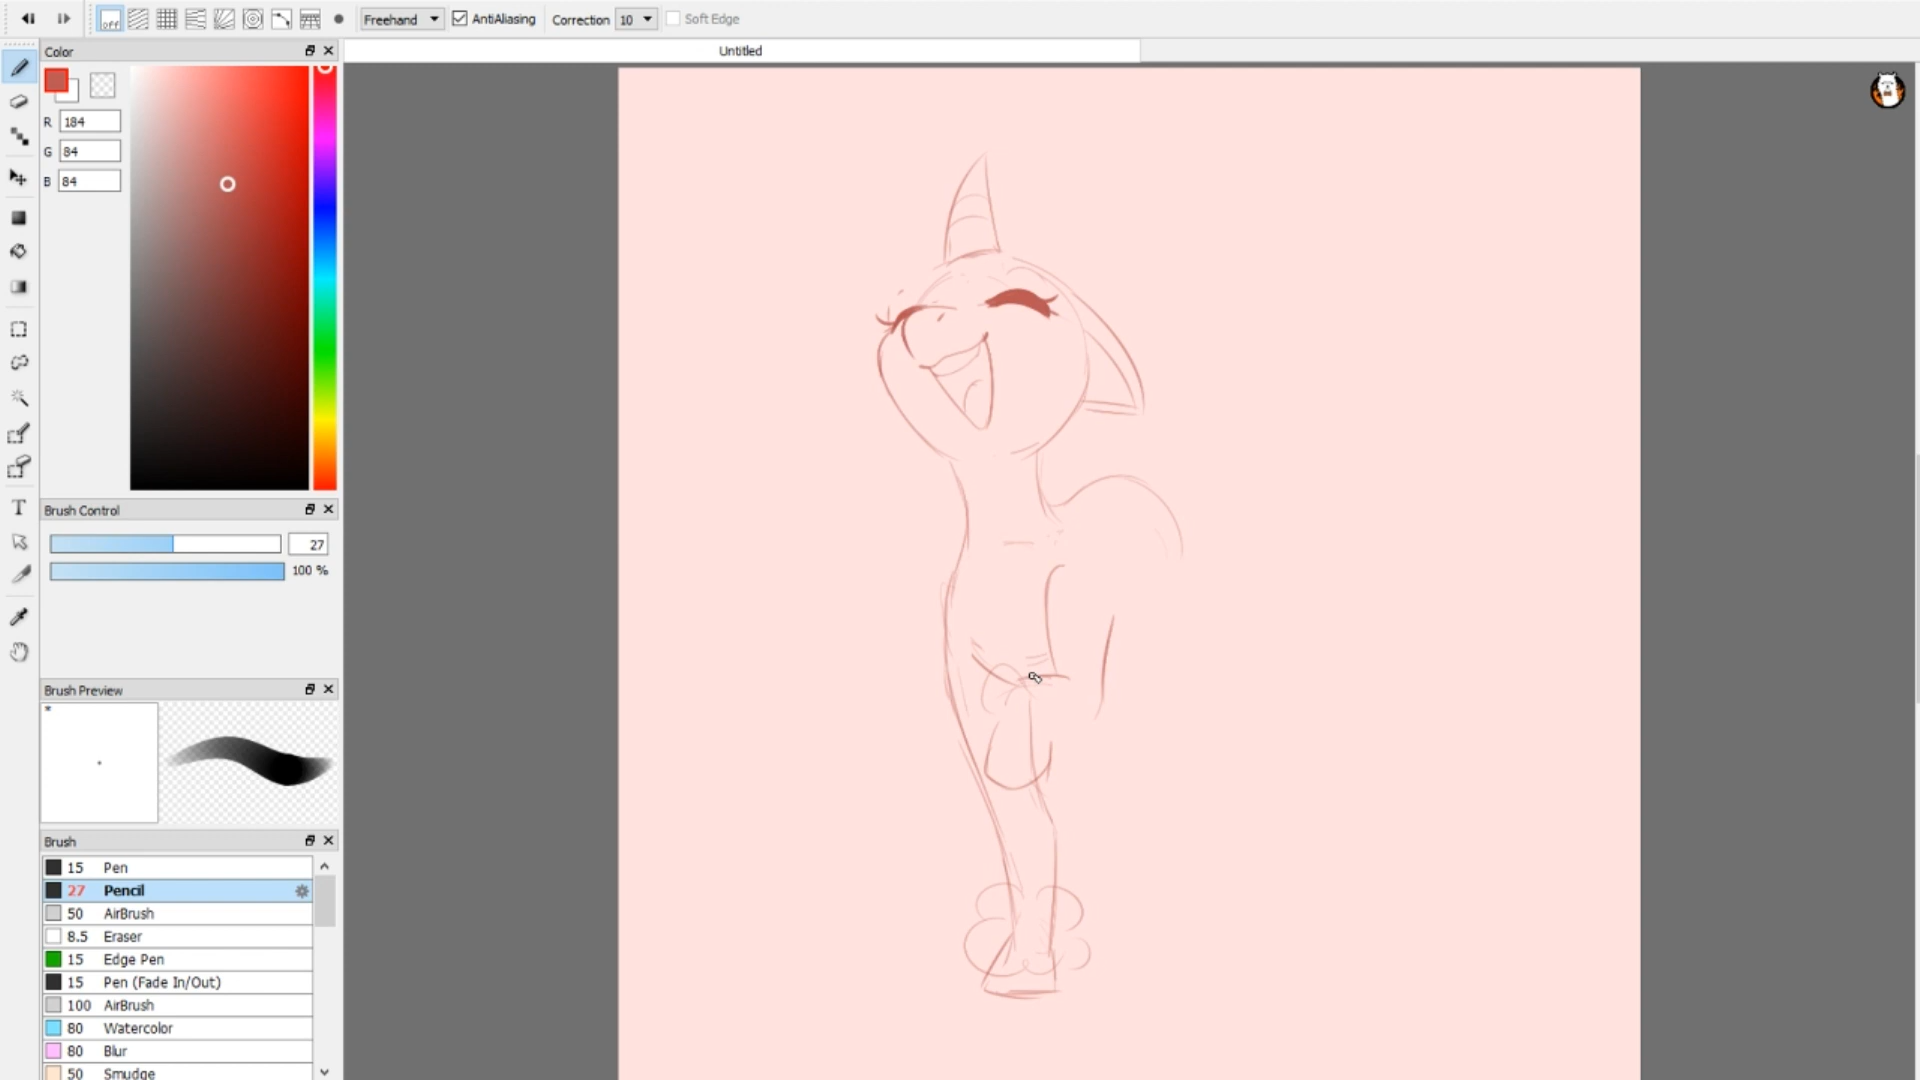 off Freehand AntiAliasing Correction 10 Soft Edge
Color
Untitled
R 184
G 84
B 84
Brush Control
27
100 %
Brush Preview
*
Brush
15 Pen
27 Pencil
50 AirBrush
8.5 Eraser
15 Edge Pen
15 Pen (Fade In/Out)
100 AirBrush
80 Watercolor
80 Blur
50 Smudge
T